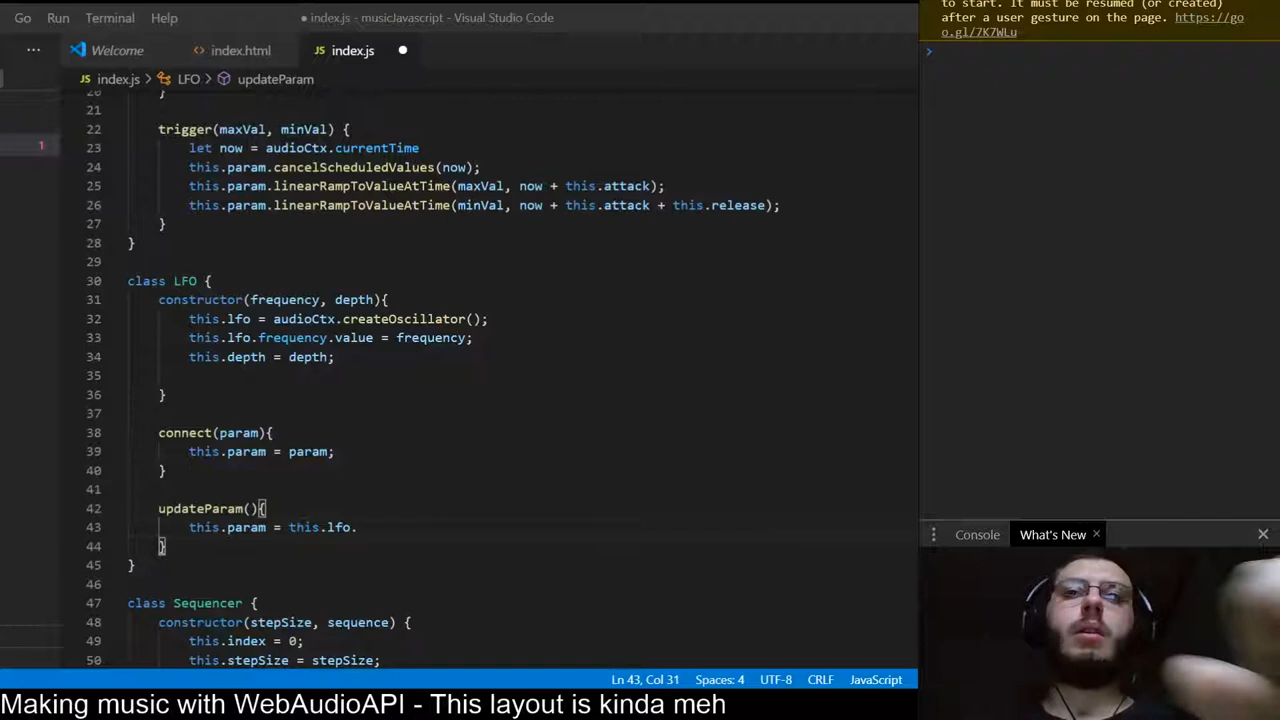 Go Run Terminal Help
● index.js - musicJavascript - Visual Studio Code
··· Welcome <> index.html JS index.js ●
JS index.js > LFO > updateParam
20 }
21
22 trigger(maxVal, minVal) {
23 let now = audioCtx.currentTime
24 this.param.cancelScheduledValues(now);
25 this.param.linearRampToValueAtTime(maxVal, now + this.attack);
26 this.param.linearRampToValueAtTime(minVal, now + this.attack + this.release);
27 }
28 }
29
30 class LFO {
31 constructor(frequency, depth){
32 this.lfo = audioCtx.createOscillator();
33 this.lfo.frequency.value = frequency;
34 this.depth = depth;
35
36 }
37
38 connect(param){
39 this.param = param;
40 }
41
42 updateParam(){
43 this.param = this.lfo.
44 }
45 }
46
47 class Sequencer {
48 constructor(stepSize, sequence) {
49 this.index = 0;
50 this.stepSize = stepSize;
1
Ln 43, Col 31 Spaces: 4 UTF-8 CRLF JavaScript
to start. It must be resumed (or created)
after a user gesture on the page. https://go
o.gl/7K7WLu
>
Console What's New ×
Making music with WebAudioAPI - This layout is kinda meh